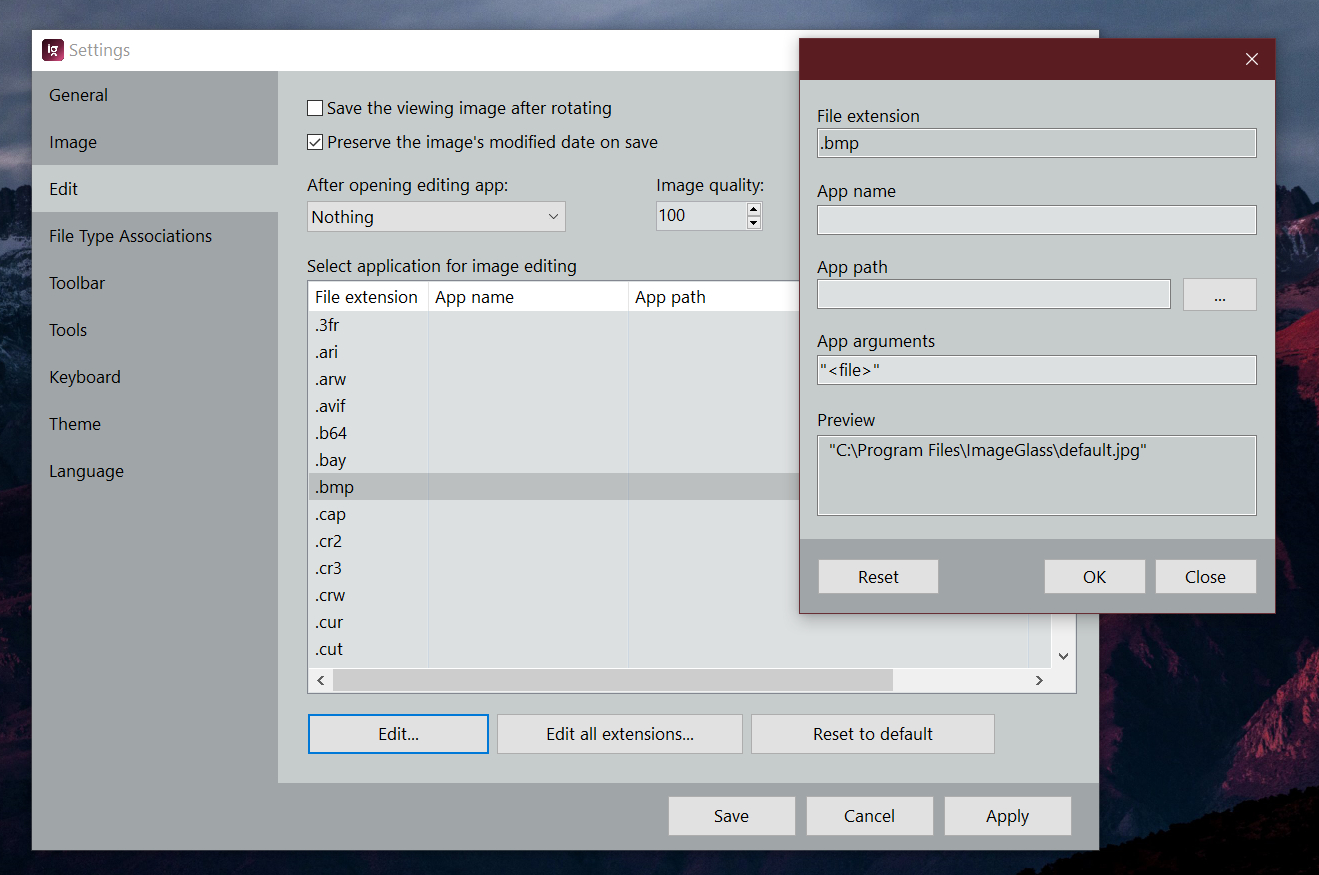 Ig
Settings
General
Image
Edit
File Type Associations
Toolbar
Tools
Keyboard
Theme
Language
Save the viewing image after rotating
Preserve the image's modified date on save
After opening editing app:
Image quality:
Nothing
100
Select application for image editing
File extension App name App path
.3fr
.ari
.arw
.avif
.b64
.bay
.bmp
.cap
.cr2
.cr3
.crw
.cur
.cut
Edit...
Edit all extensions...
Reset to default
Save
Cancel
Apply
File extension
.bmp
App name
App path
...
App arguments
"<file>"
Preview
"C:\Program Files\ImageGlass\default.jpg"
Reset
OK
Close